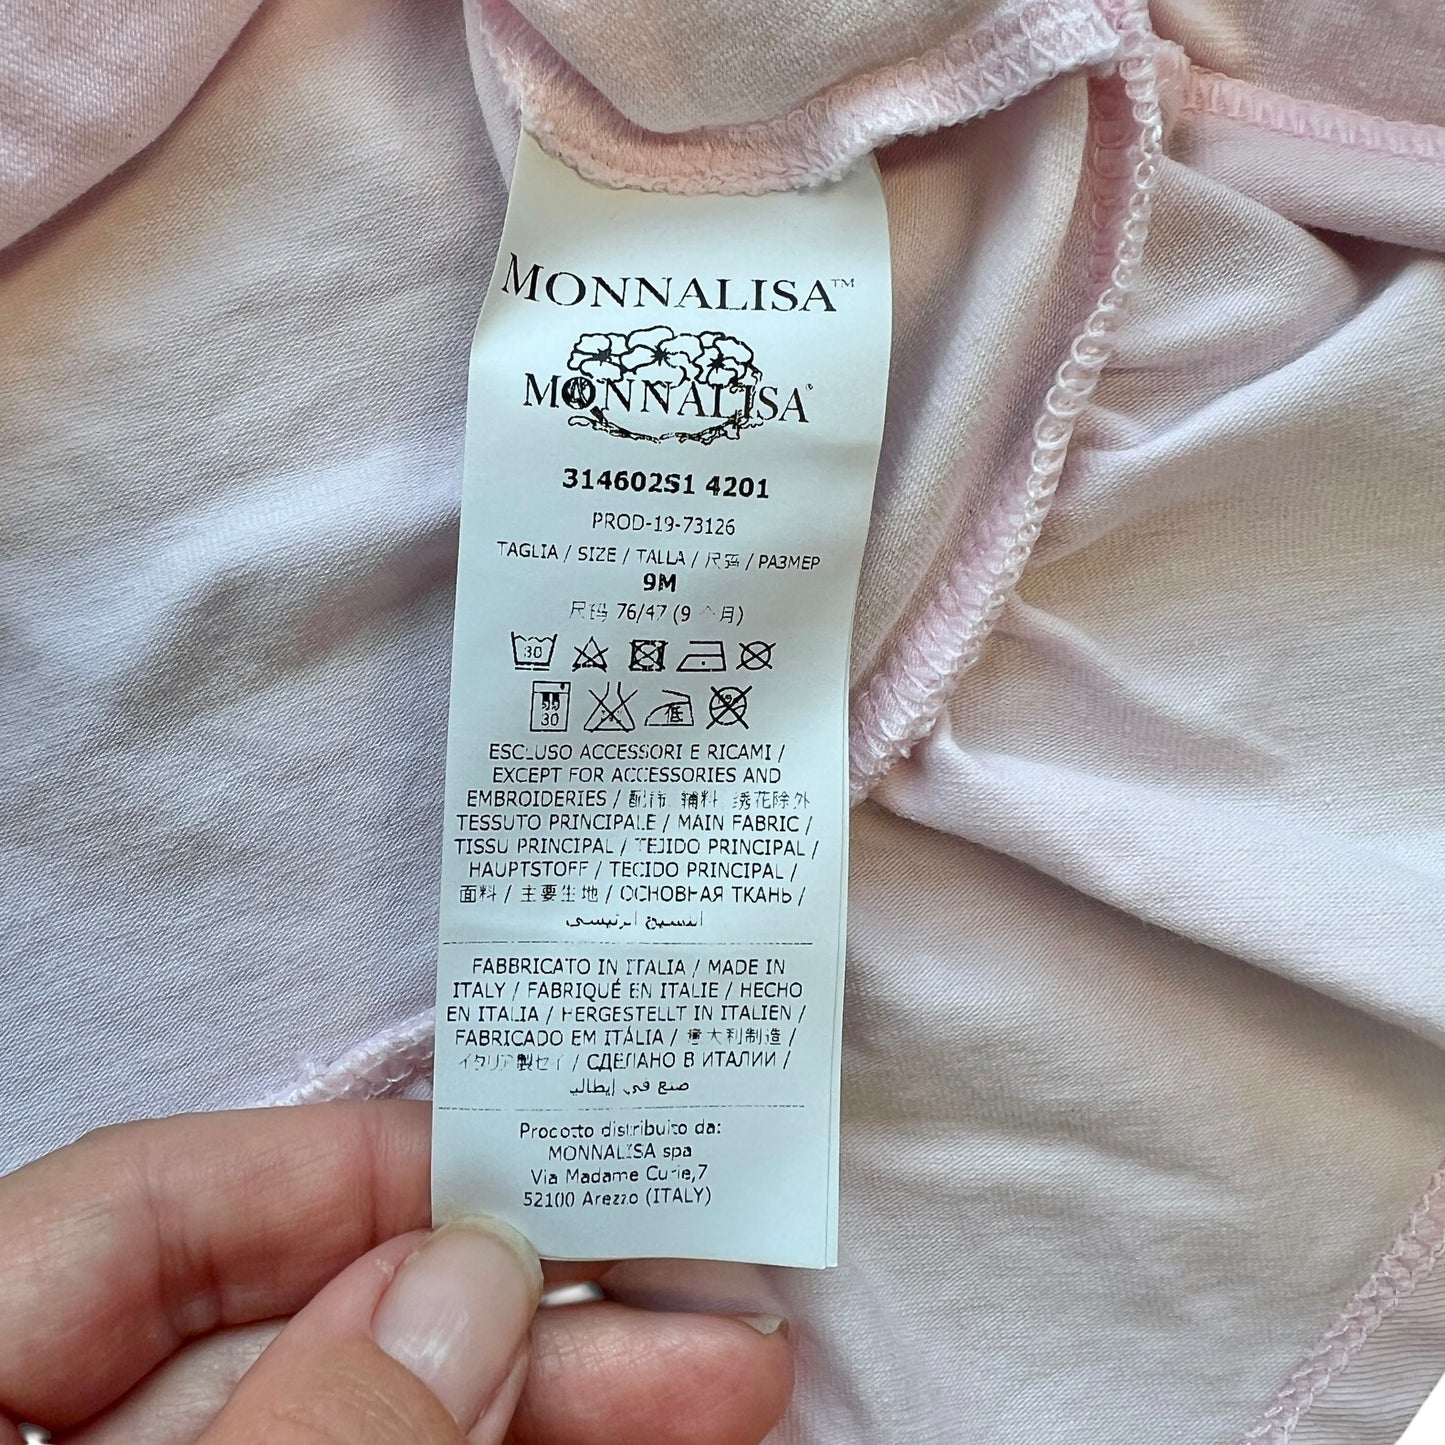 MONNALISA™
MONNALISA
314602S1 4201
PROD-19-73126
TAGLIA / SIZE / TALLA / 尺码 / РАЗМЕР
9M
尺码 76/47 (9 个月)
30
30 低
ESCLUSO ACCESSORI E RICAMI /
EXCEPT FOR ACCESSORIES AND
EMBROIDERIES / 配饰 辅料 绣花除外
TESSUTO PRINCIPALE / MAIN FABRIC /
TISSU PRINCIPAL / TEJIDO PRINCIPAL /
HAUPTSTOFF / TECIDO PRINCIPAL /
面料 / 主要生地 / ОСНОВНАЯ ТКАНЬ /
النسيج الرئيسي
FABBRICATO IN ITALIA / MADE IN
ITALY / FABRIQUÉ EN ITALIE / HECHO
EN ITALIA / HERGESTELLT IN ITALIEN /
FABRICADO EM ITÁLIA / 意大利制造 /
イタリア製 / СДЕЛАНО В ИТАЛИИ /
صنع في إيطاليا
Prodotto distribuito da:
MONNALISA spa
Via Madame Curie,7
52100 Arezzo (ITALY)